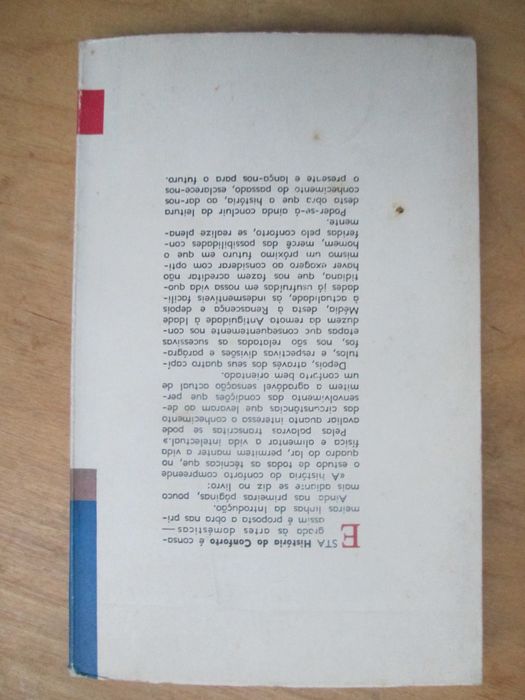 ESTA História do Conforto é consa-
grada às artes domésticas —
assim é proposta a obra nas pri-
meiras linhas da Introdução.
Ainda nas primeiras páginas, pouco
mais adiante se diz no livro:
«A história do conforto compreende
o estudo de todas as técnicas que, no
quadro do lar, permitem manter a vida
física e alimentar a vida intelectual.».
Pelas palavras transcritas se pode
avaliar quanto interessa o conhecimento
das circunstâncias que levaram ao de-
senvolvimento das condições que per-
mitem a agradável sensação actual de
um conforto bem orientado.
Depois, através dos seus quatro capí-
tulos, e respectivas divisões e parágra-
fos, nos são relatadas as sucessivas
etapas que consequentemente nos con-
duzem da remota Antiguidade à Idade
Média, desta à Renascença e depois
à actualidade, às indesmentíveis facili-
dades já usufruídas em nossa vida quo-
tidiana, que nos fazem acreditar não
haver exagero ao considerar com opti-
mismo um próximo futuro em que o
homem, mercê das possibilidades con-
feridas pelo conforto, se realize plena-
mente.
Poder-se-á ainda concluir da leitura
desta obra que a história, ao dar-nos
conhecimento do passado, esclarece-nos
o presente e lança-nos para o futuro.